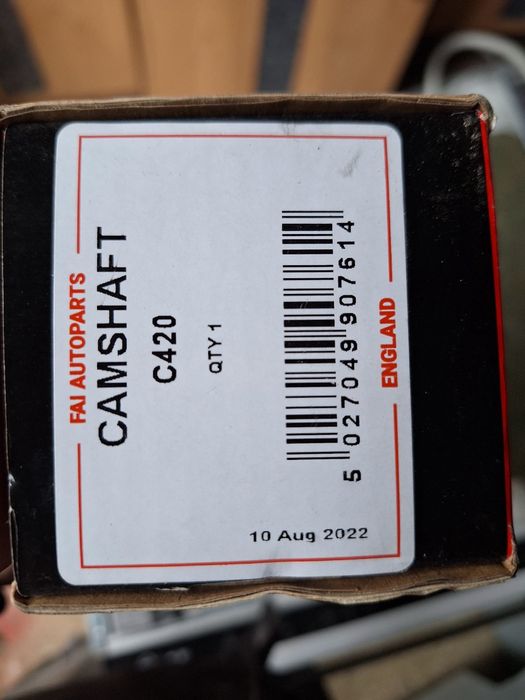 FAI AUTOPARTS
CAMSHAFT
C420
QTY 1
5 027049 907614
ENGLAND
10 Aug 2022